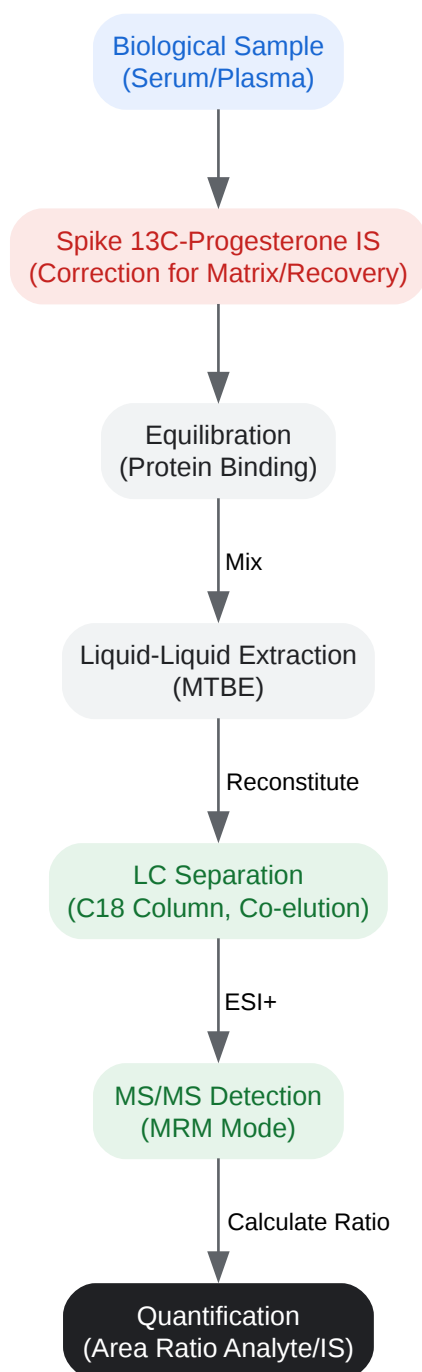 Biological Sample
(Serum/Plasma)
Spike 13C-Progesterone IS
(Correction for Matrix/Recovery)
Equilibration
(Protein Binding)
Mix
Liquid-Liquid Extraction
(MTBE)
Reconstitute
LC Separation
(C18 Column, Co-elution)
ESI+
MS/MS Detection
(MRM Mode)
Calculate Ratio
Quantification
(Area Ratio Analyte/IS)